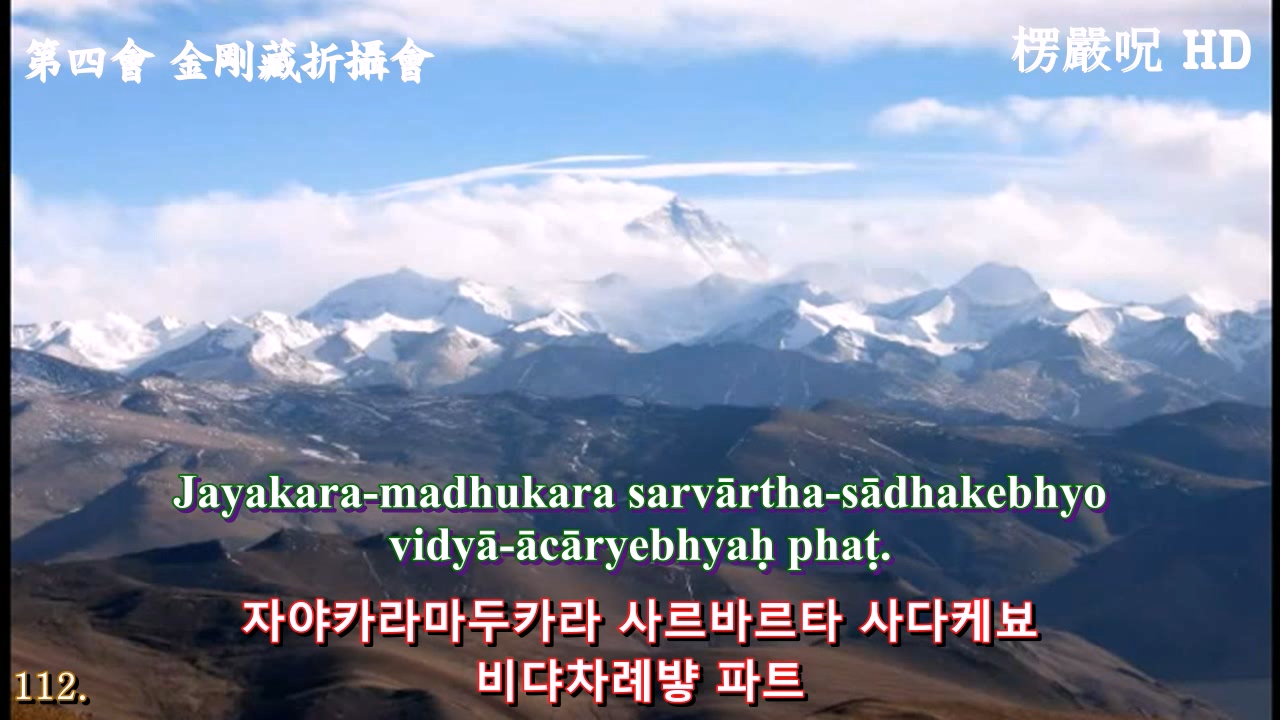 第四會 金剛藏折攝會
楞嚴呪 HD
Jayakara-madhukara sarvārtha-sādhakebhyo
vidyā-ācāryebhyaḥ phaṭ.
자야카라마두카라 사르바르타 사다케뵤
비댜차례뱧 파트
112.